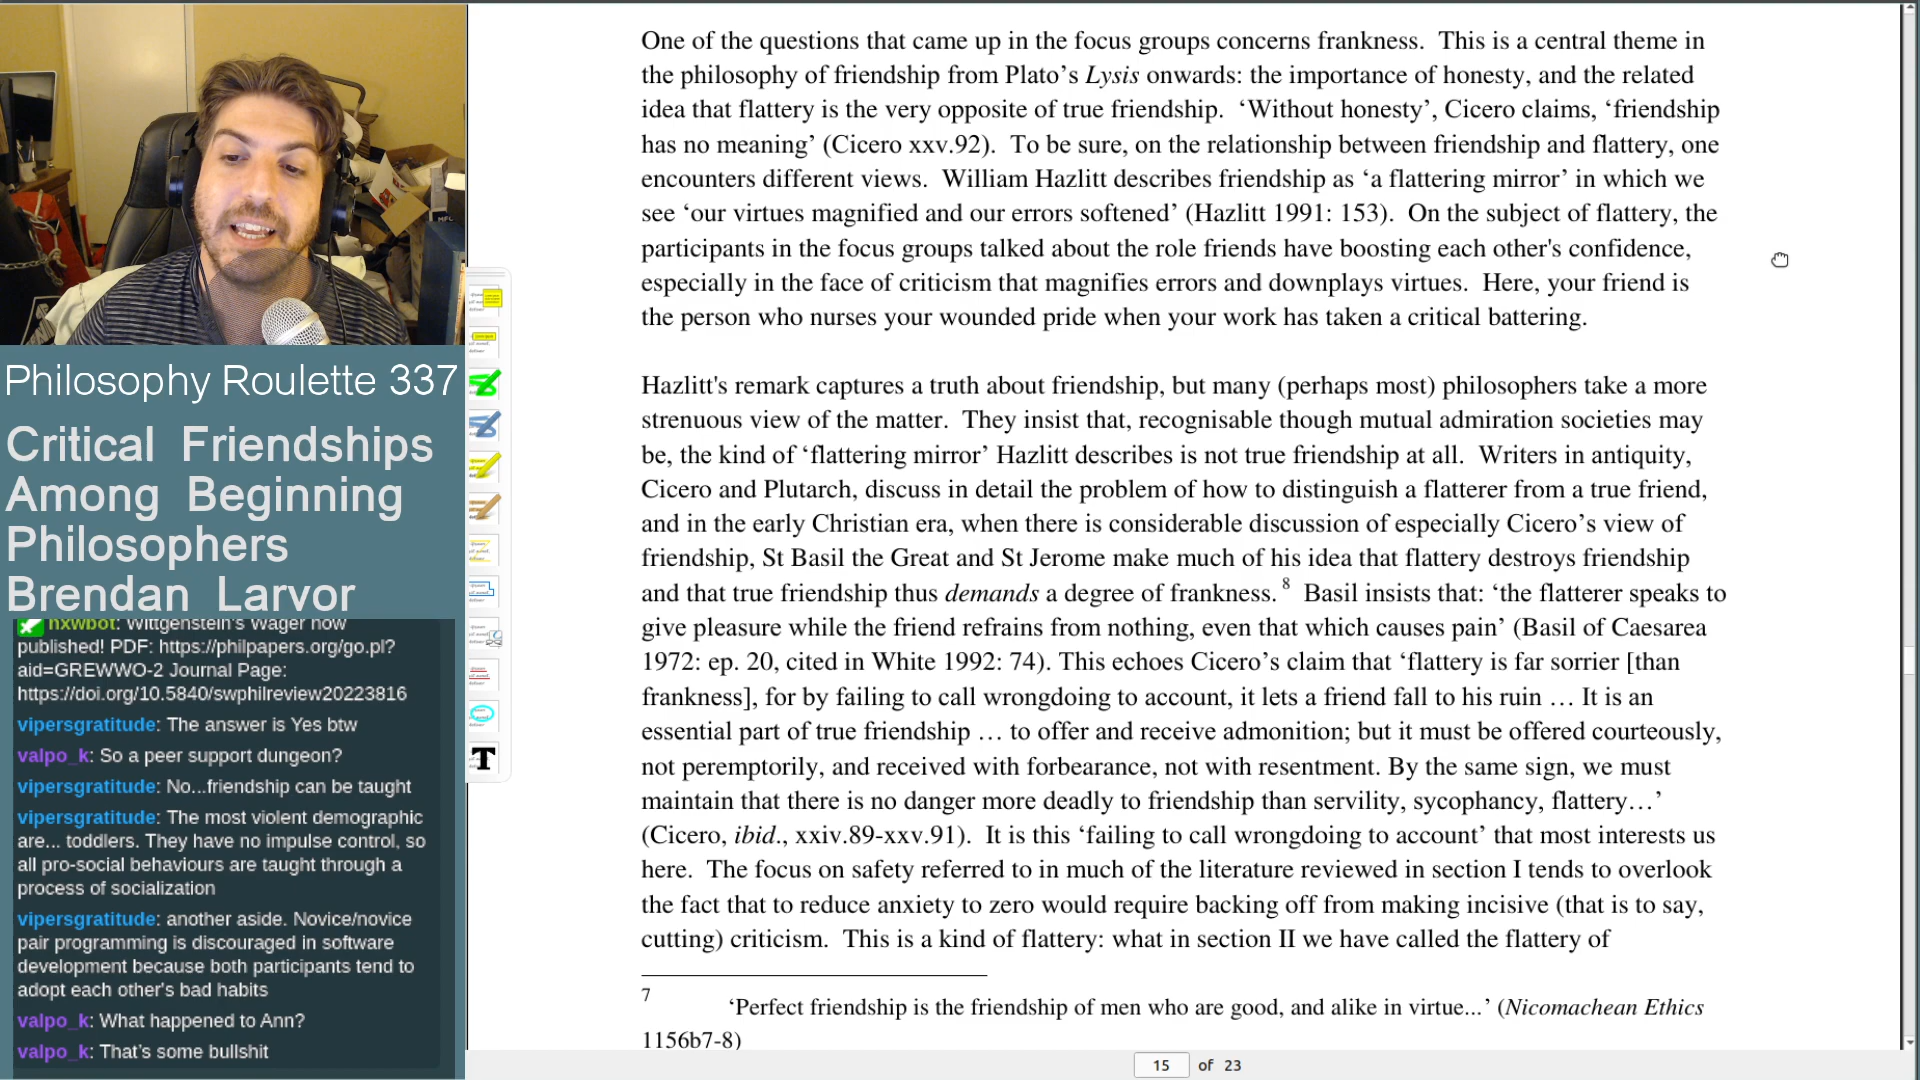 One of the questions that came up in the focus groups concerns frankness.  This is a central theme in
the philosophy of friendship from Plato’s Lysis onwards: the importance of honesty, and the related
idea that flattery is the very opposite of true friendship.  ‘Without honesty’, Cicero claims, ‘friendship
has no meaning’ (Cicero xxv.92).  To be sure, on the relationship between friendship and flattery, one
encounters different views.  William Hazlitt describes friendship as ‘a flattering mirror’ in which we
see ‘our virtues magnified and our errors softened’ (Hazlitt 1991: 153).  On the subject of flattery, the
participants in the focus groups talked about the role friends have boosting each other's confidence,
especially in the face of criticism that magnifies errors and downplays virtues.  Here, your friend is
the person who nurses your wounded pride when your work has taken a critical battering.
Hazlitt's remark captures a truth about friendship, but many (perhaps most) philosophers take a more
strenuous view of the matter.  They insist that, recognisable though mutual admiration societies may
be, the kind of ‘flattering mirror’ Hazlitt describes is not true friendship at all.  Writers in antiquity,
Cicero and Plutarch, discuss in detail the problem of how to distinguish a flatterer from a true friend,
and in the early Christian era, when there is considerable discussion of especially Cicero’s view of
friendship, St Basil the Great and St Jerome make much of his idea that flattery destroys friendship
and that true friendship thus demands a degree of frankness. 8  Basil insists that: ‘the flatterer speaks to
give pleasure while the friend refrains from nothing, even that which causes pain’ (Basil of Caesarea
1972: ep. 20, cited in White 1992: 74). This echoes Cicero’s claim that ‘flattery is far sorrier [than
frankness], for by failing to call wrongdoing to account, it lets a friend fall to his ruin … It is an
essential part of true friendship … to offer and receive admonition; but it must be offered courteously,
not peremptorily, and received with forbearance, not with resentment. By the same sign, we must
maintain that there is no danger more deadly to friendship than servility, sycophancy, flattery…’
(Cicero, ibid., xxiv.89-xxv.91).  It is this ‘failing to call wrongdoing to account’ that most interests us
here.  The focus on safety referred to in much of the literature reviewed in section I tends to overlook
the fact that to reduce anxiety to zero would require backing off from making incisive (that is to say,
cutting) criticism.  This is a kind of flattery: what in section II we have called the flattery of
7
‘Perfect friendship is the friendship of men who are good, and alike in virtue...’ (Nicomachean Ethics
1156b7-8)
15 of 23
Philosophy Roulette 337
Critical Friendships
Among Beginning
Philosophers
Brendan Larvor
nxwbot: Wittgenstein's Wager now
published! PDF: https://philpapers.org/go.pl?
aid=GREWWO-2 Journal Page:
https://doi.org/10.5840/swphilreview20223816
vipersgratitude: The answer is Yes btw
valpo_k: So a peer support dungeon?
vipersgratitude: No...friendship can be taught
vipersgratitude: The most violent demographic
are... toddlers. They have no impulse control, so
all pro-social behaviours are taught through a
process of socialization
vipersgratitude: another aside. Novice/novice
pair programming is discouraged in software
development because both participants tend to
adopt each other's bad habits
valpo_k: What happened to Ann?
valpo_k: That's some bullshit
T